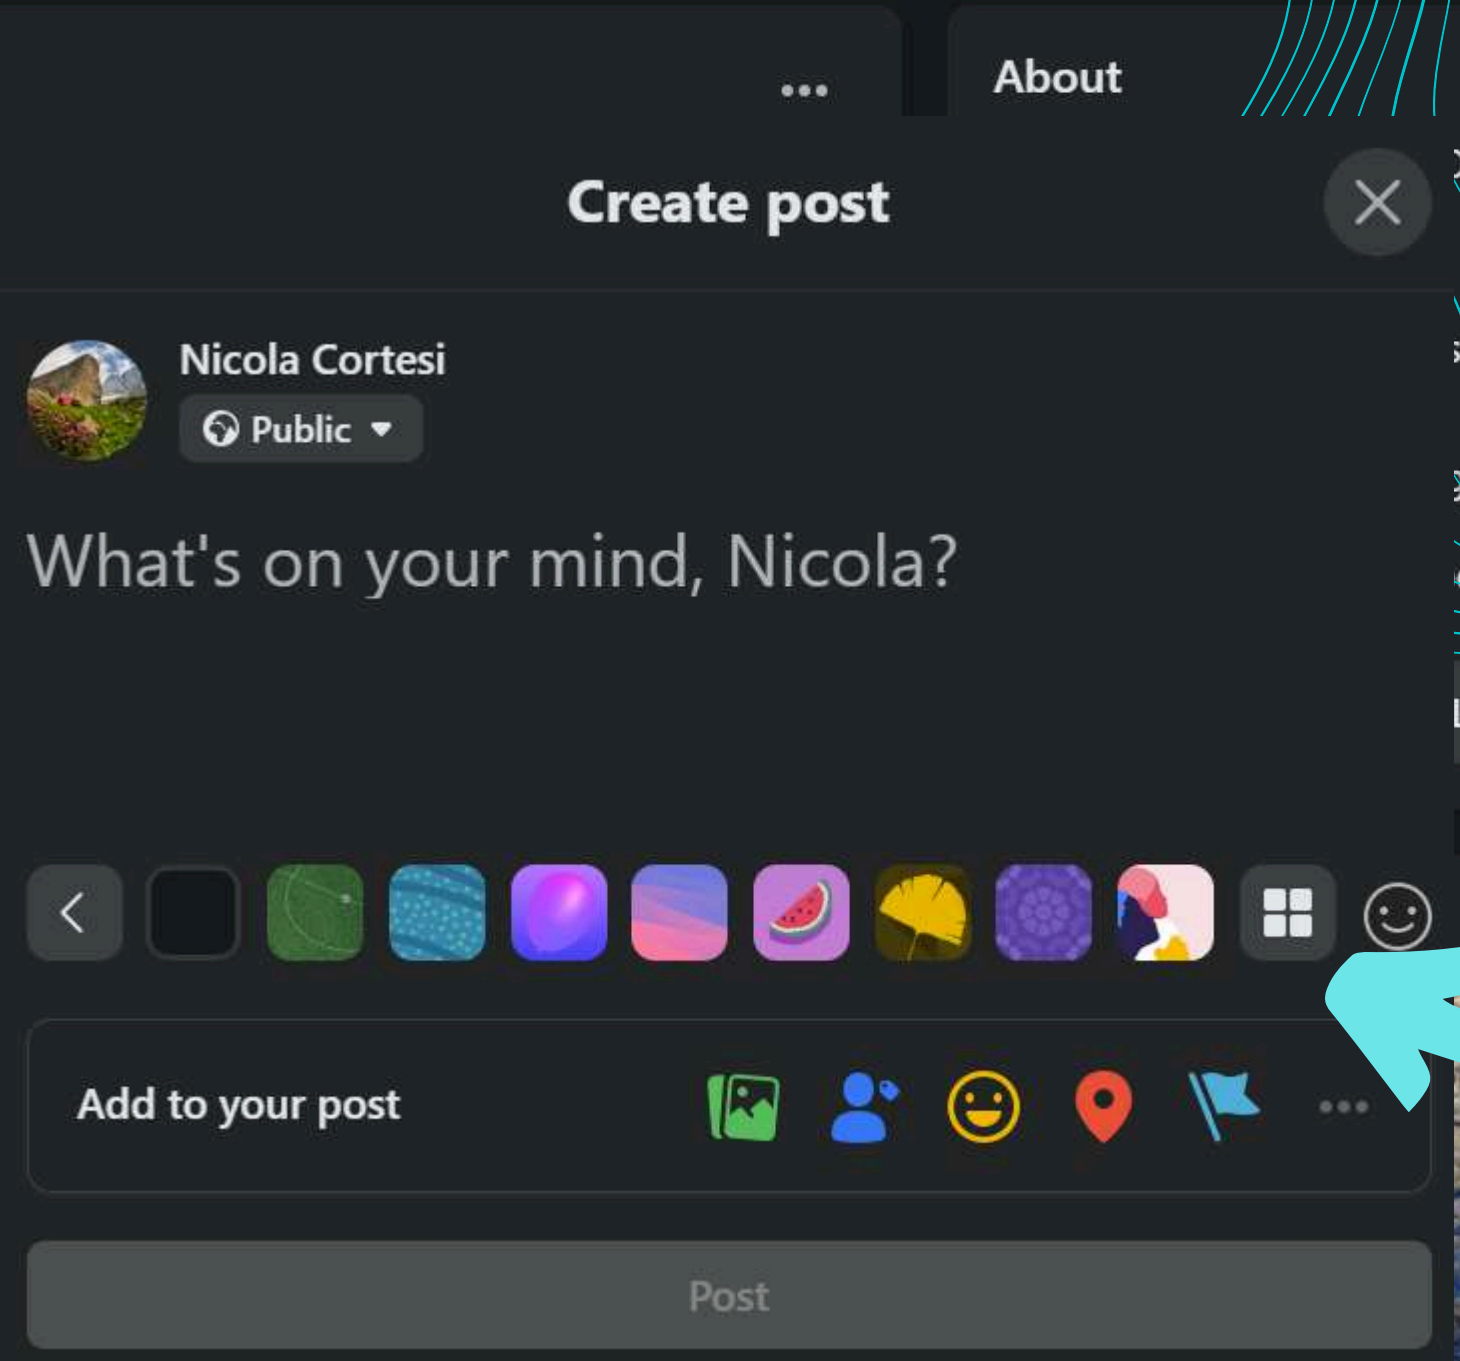 About
Create post
Nicola Cortesi
Public
What's on your mind, Nicola?
Add to your post
Post